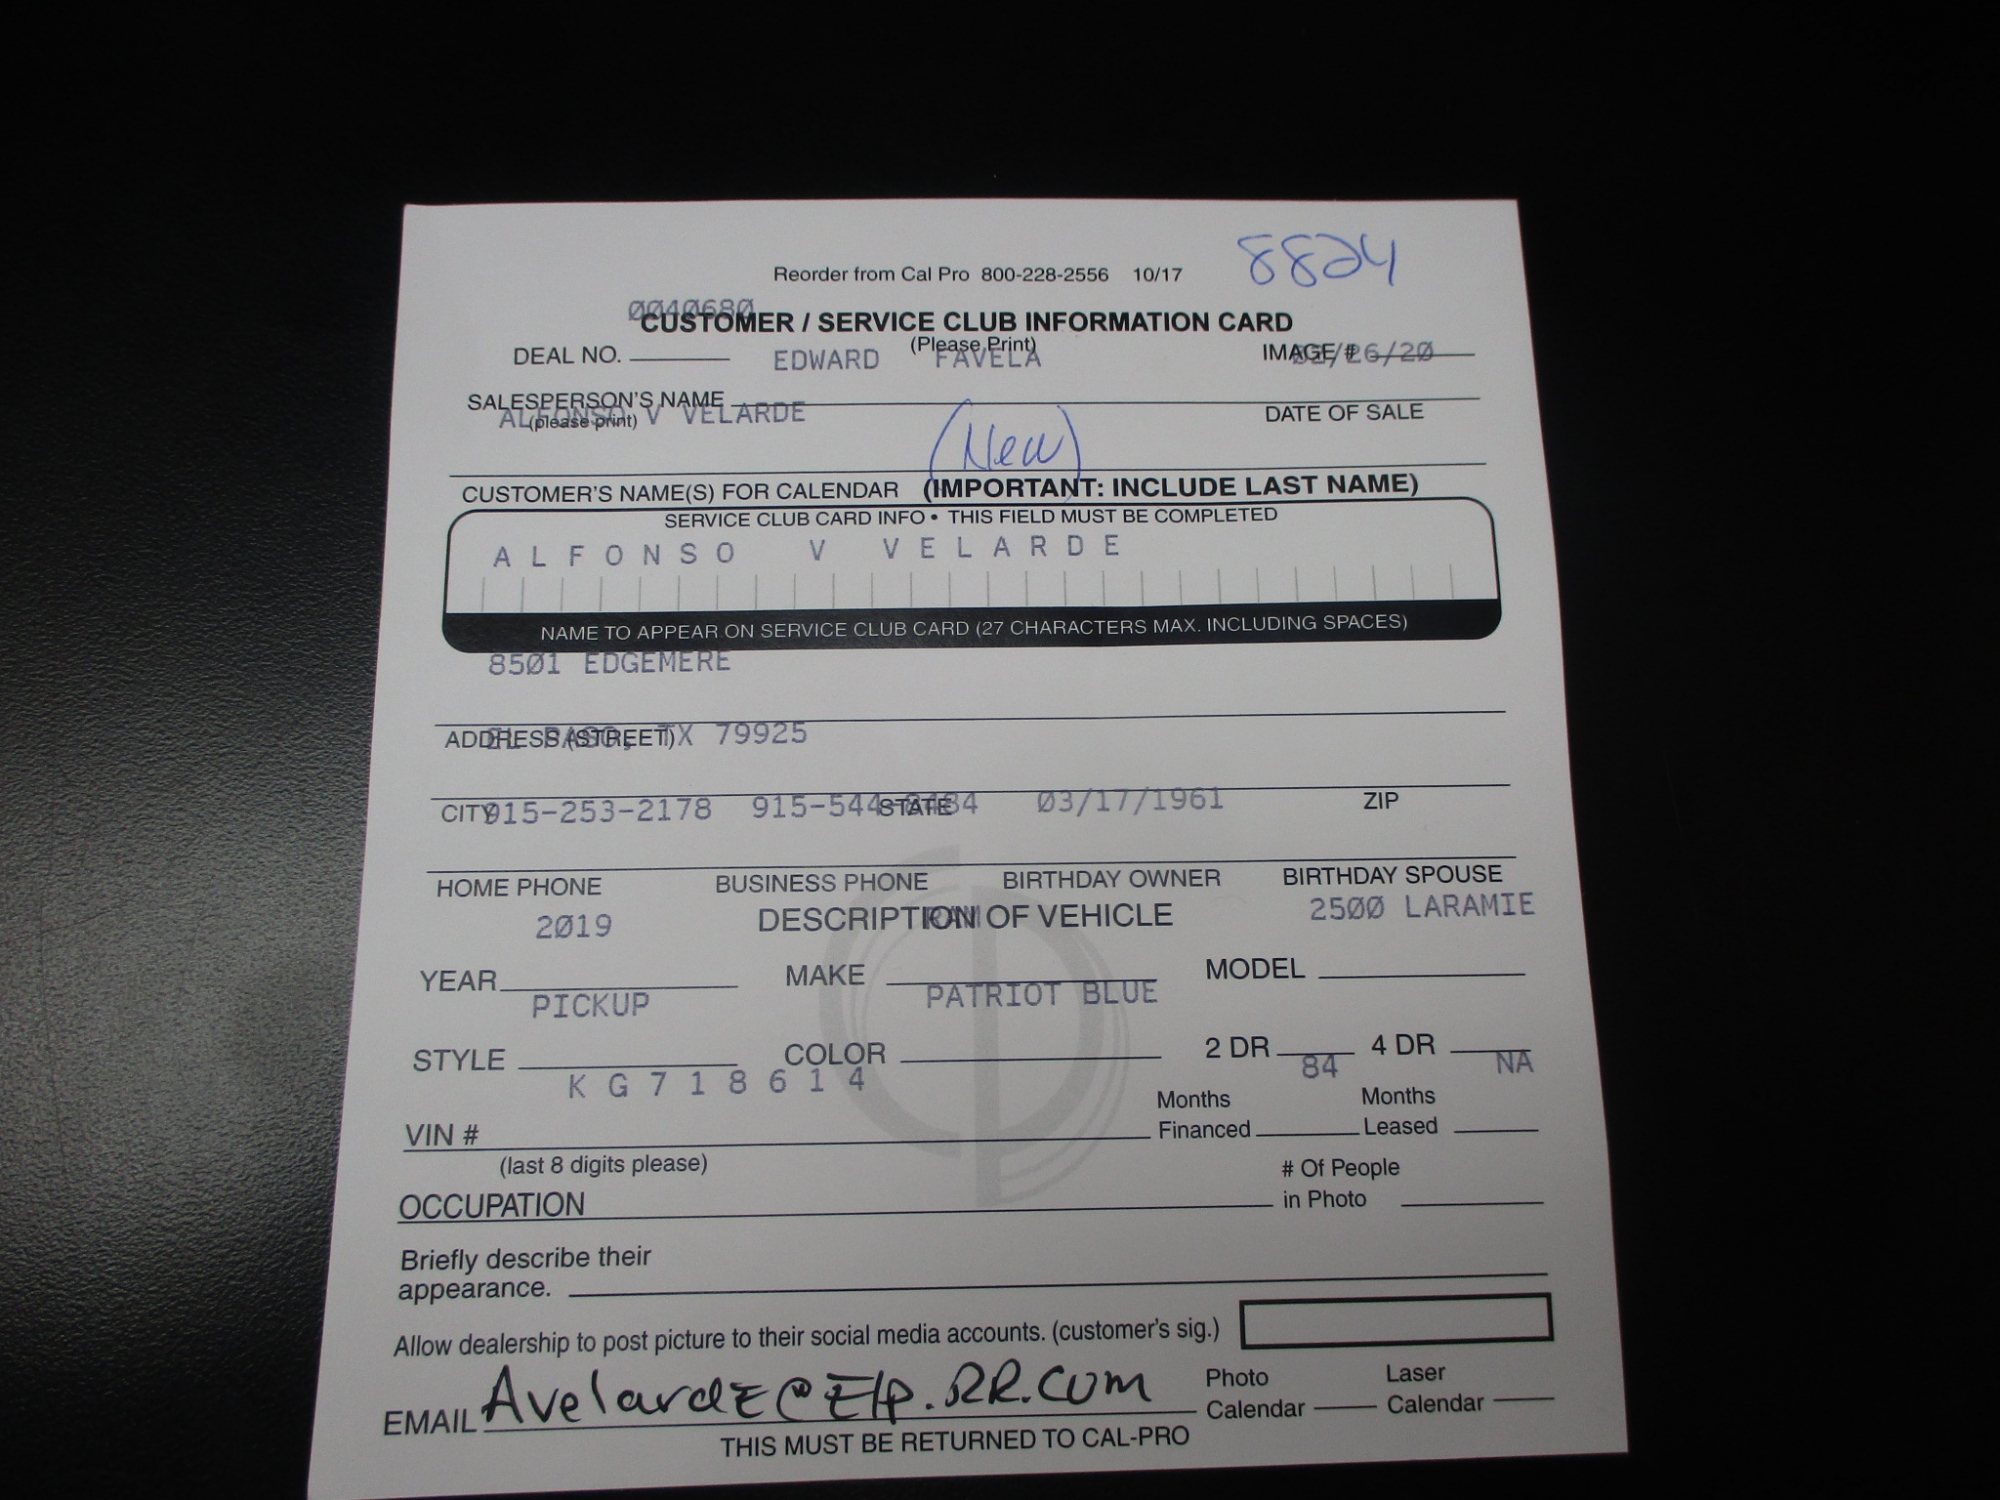 8824
Reorder from Cal Pro 800-228-2556 10/17
0040680
CUSTOMER / SERVICE CLUB INFORMATION CARD
(Please Print)
DEAL NO. EDWARD FAVELA IMAGE # /26/20
SALESPERSON'S NAME
(please print) ALFONSO V VELARDE DATE OF SALE
(New)
CUSTOMER'S NAME(S) FOR CALENDAR (IMPORTANT: INCLUDE LAST NAME)
SERVICE CLUB CARD INFO • THIS FIELD MUST BE COMPLETED
ALFONSO V VELARDE
NAME TO APPEAR ON SERVICE CLUB CARD (27 CHARACTERS MAX. INCLUDING SPACES)
8501 EDGEMERE
ADDRESS (STREET) EL PASO, TX 79925
CITY STATE ZIP
915-253-2178 915-544- 03/17/1961
HOME PHONE BUSINESS PHONE BIRTHDAY OWNER BIRTHDAY SPOUSE
DESCRIPTION OF VEHICLE
2019 RAM 2500 LARAMIE
YEAR MAKE MODEL
PICKUP PATRIOT BLUE
STYLE COLOR 2 DR 4 DR
KG718614 84 NA
VIN # Months Financed Months Leased
(last 8 digits please)
OCCUPATION # Of People in Photo
Briefly describe their
appearance.
Allow dealership to post picture to their social media accounts. (customer's sig.)
EMAIL AvelardE@Elp.RR.com Photo Calendar Laser Calendar
THIS MUST BE RETURNED TO CAL-PRO